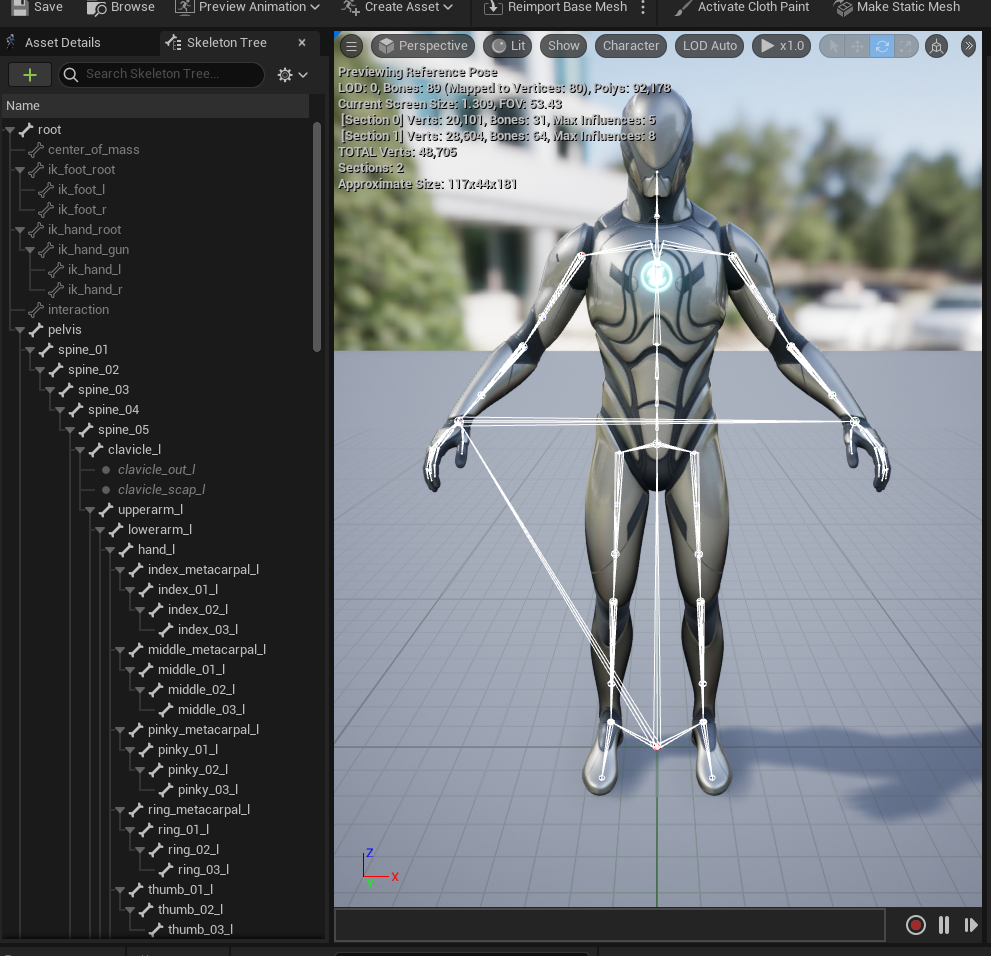 Save Browse Preview Animation Create Asset Reimport Base Mesh Activate Cloth Paint Make Static Mesh
Asset Details Skeleton Tree
Search Skeleton Tree...
Name
root
center_of_mass
ik_foot_root
ik_foot_l
ik_foot_r
ik_hand_root
ik_hand_gun
ik_hand_l
ik_hand_r
interaction
pelvis
spine_01
spine_02
spine_03
spine_04
spine_05
clavicle_l
clavicle_out_l
clavicle_scap_l
upperarm_l
lowerarm_l
hand_l
index_metacarpal_l
index_01_l
index_02_l
index_03_l
middle_metacarpal_l
middle_01_l
middle_02_l
middle_03_l
pinky_metacarpal_l
pinky_01_l
pinky_02_l
pinky_03_l
ring_metacarpal_l
ring_01_l
ring_02_l
ring_03_l
thumb_01_l
thumb_02_l
thumb_03_l
Perspective Lit Show Character LOD Auto x1.0
Previewing Reference Pose
LOD: 0, Bones: 89 (Mapped to Vertices: 80), Polys: 92,178
Current Screen Size: 1.309, FOV: 53.43
[Section 0] Verts: 20,101, Bones: 31, Max Influences: 5
[Section 1] Verts: 28,604, Bones: 64, Max Influences: 8
TOTAL Verts: 48,705
Sections: 2
Approximate Size: 117x44x181
Z
X
Y